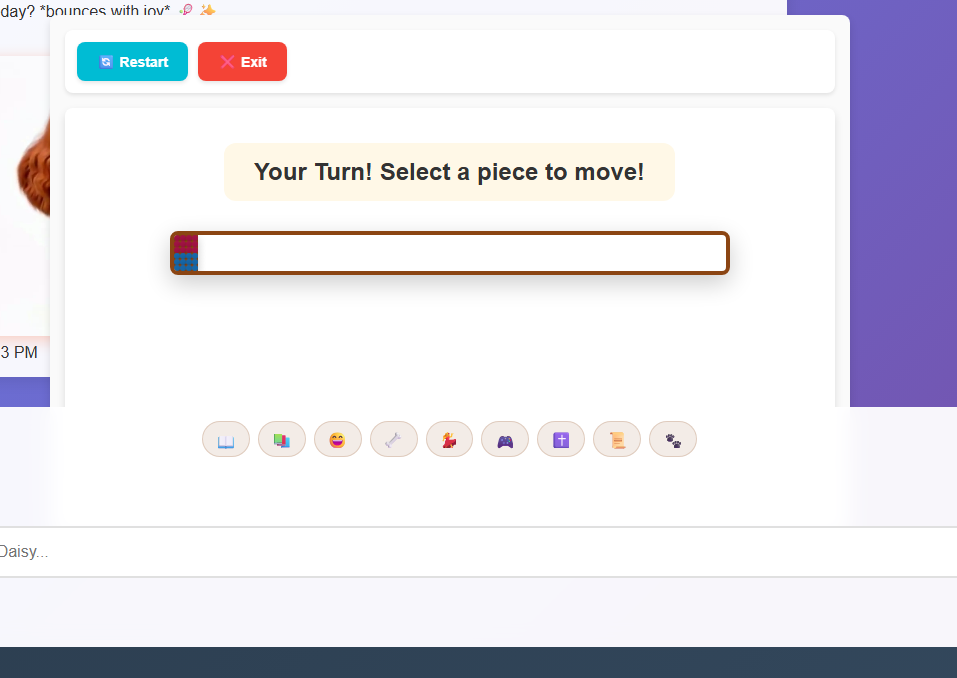 day? *bounces with joy*
Restart
Exit
Your Turn! Select a piece to move!
3 PM
Daisy...